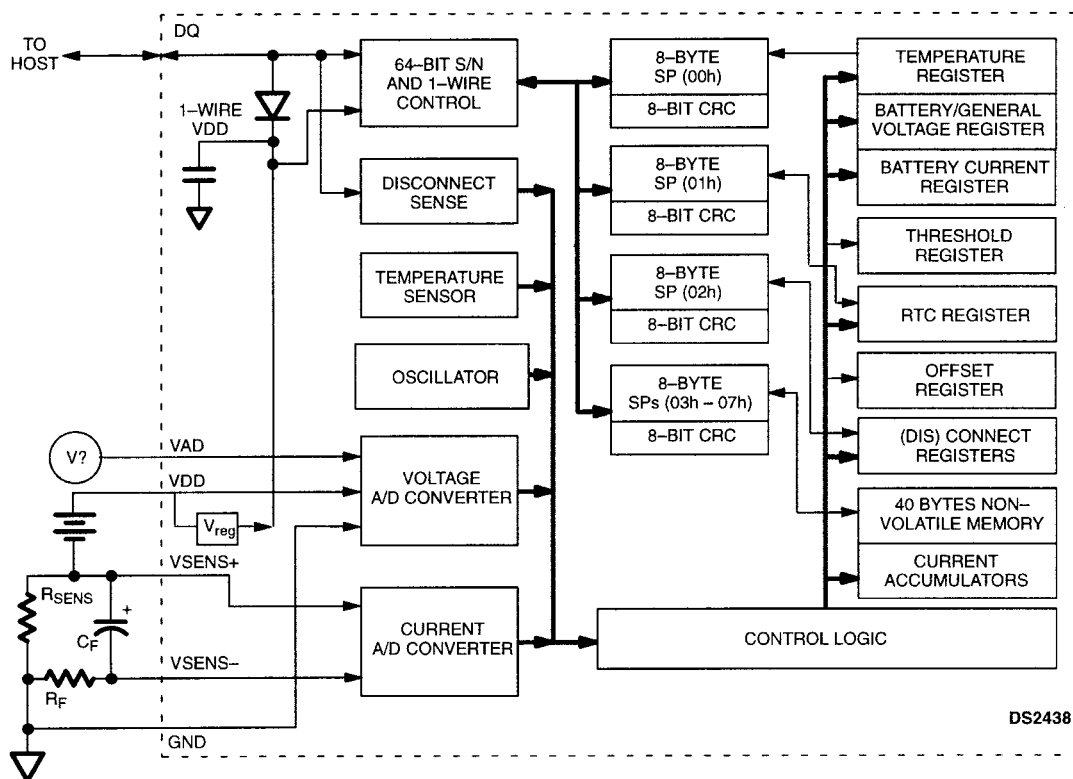 DQ
TO
HOST
64–BIT S/N
AND 1–WIRE
CONTROL
1–WIRE
VDD
DISCONNECT
SENSE
TEMPERATURE
SENSOR
OSCILLATOR
V?
VAD
VDD
Vreg
VOLTAGE
A/D CONVERTER
VSENS+
RSENS
+
CF
CURRENT
A/D CONVERTER
VSENS–
RF
GND
8–BYTE
SP (00h)
8–BIT CRC
8–BYTE
SP (01h)
8–BIT CRC
8–BYTE
SP (02h)
8–BIT CRC
8–BYTE
SPs (03h – 07h)
8–BIT CRC
TEMPERATURE
REGISTER
BATTERY/GENERAL
VOLTAGE REGISTER
BATTERY CURRENT
REGISTER
THRESHOLD
REGISTER
RTC REGISTER
OFFSET
REGISTER
(DIS) CONNECT
REGISTERS
40 BYTES NON–
VOLATILE MEMORY
CURRENT
ACCUMULATORS
CONTROL LOGIC
DS2438